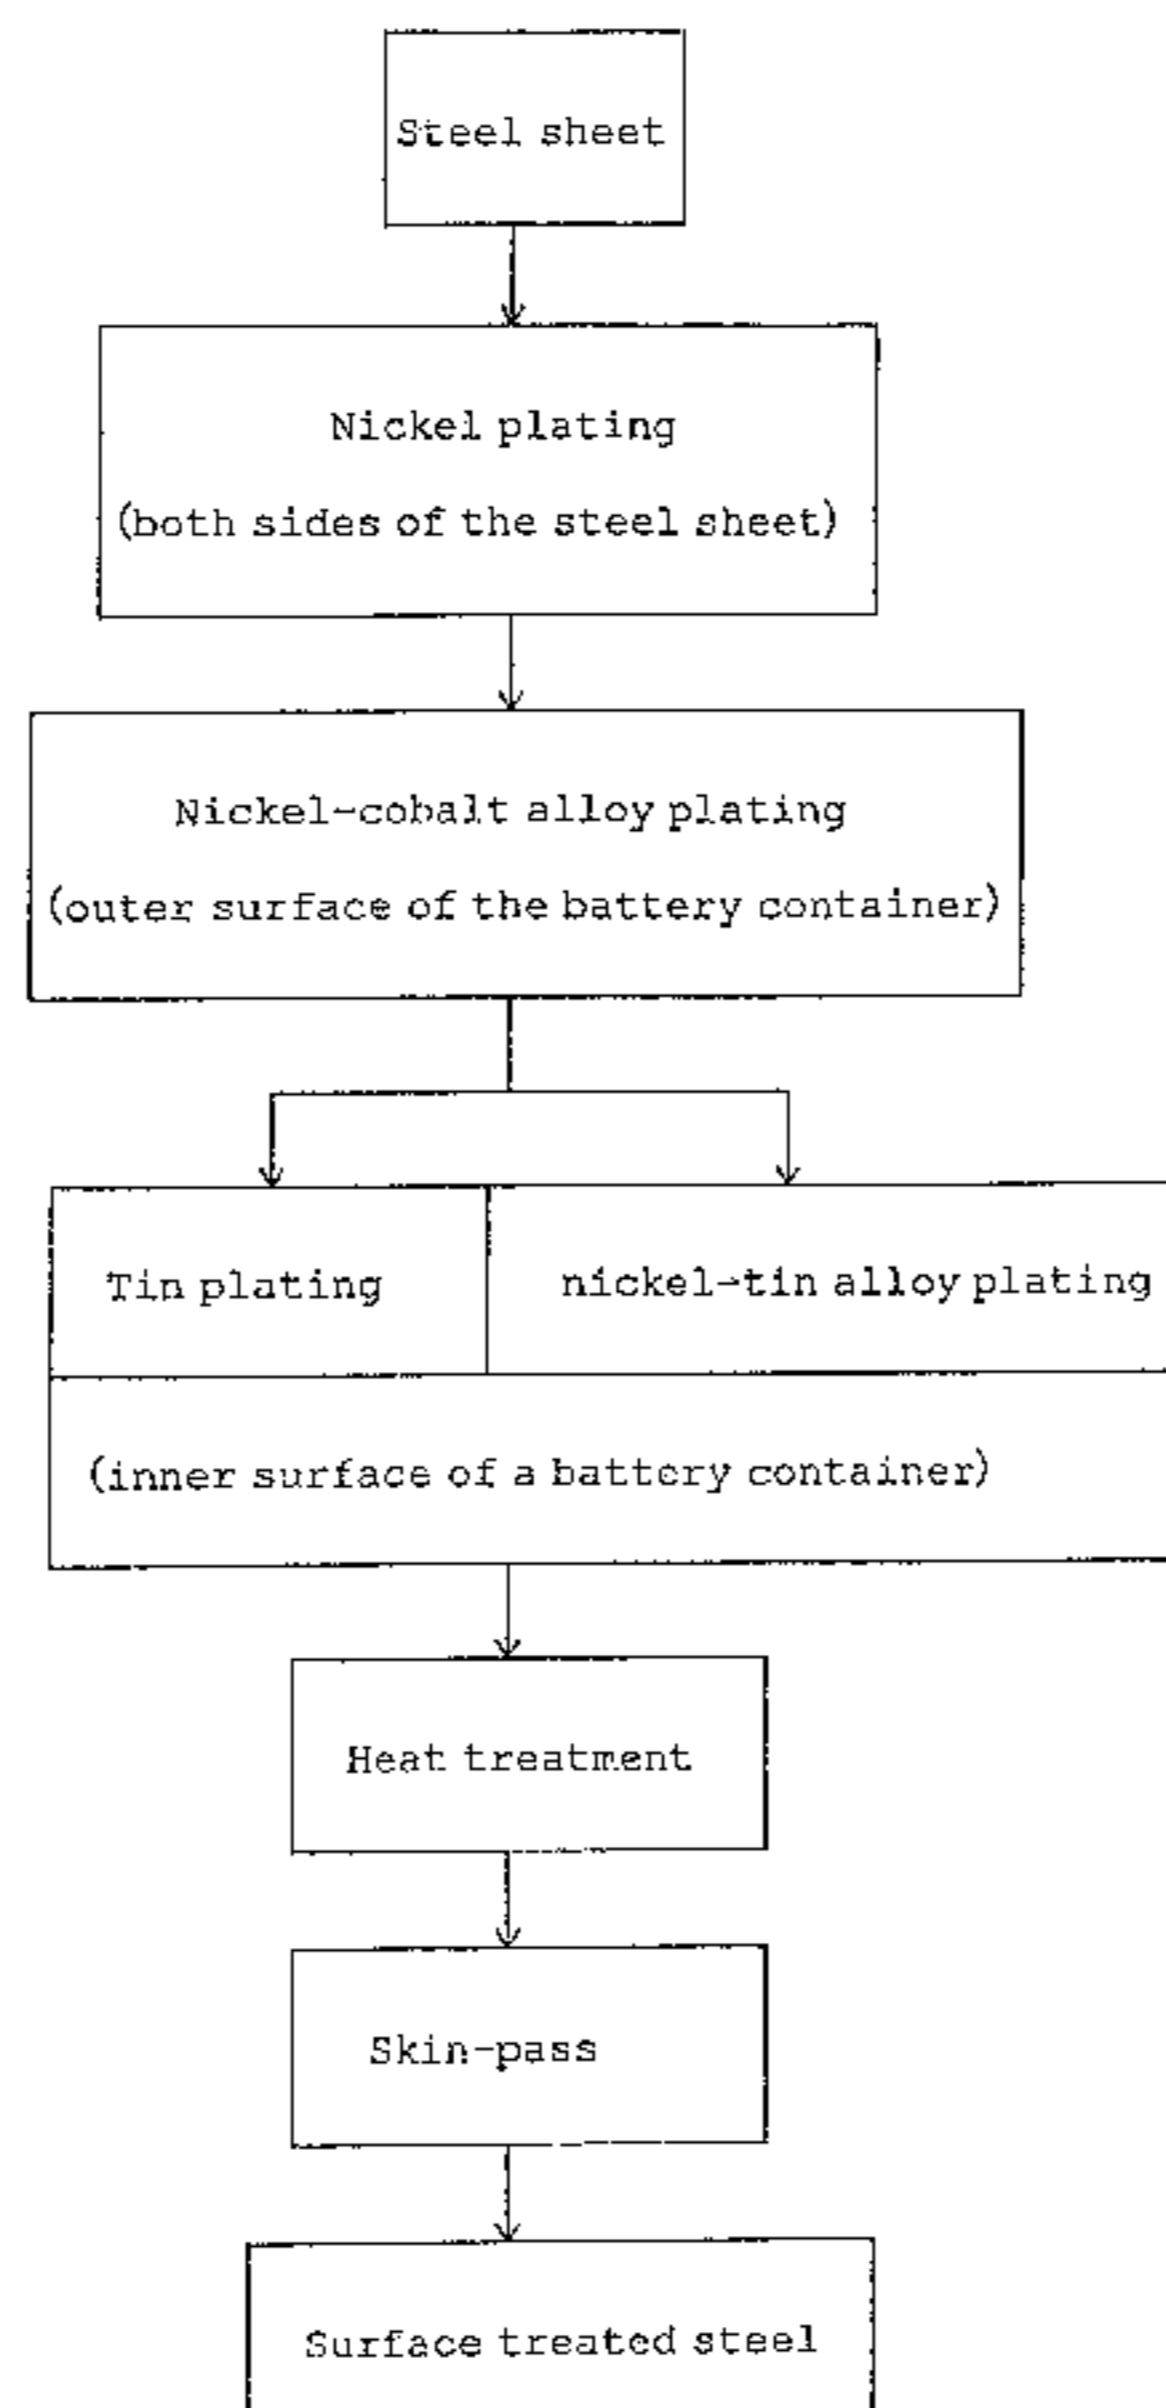 Steel sheet
Nickel plating
(both sides of the steel sheet)
Nickel-cobalt alloy plating
(outer surface of the battery container)
Tin plating
nickel-tin alloy plating
(inner surface of a battery container)
Heat treatment
Skin-pass
Surface treated steel